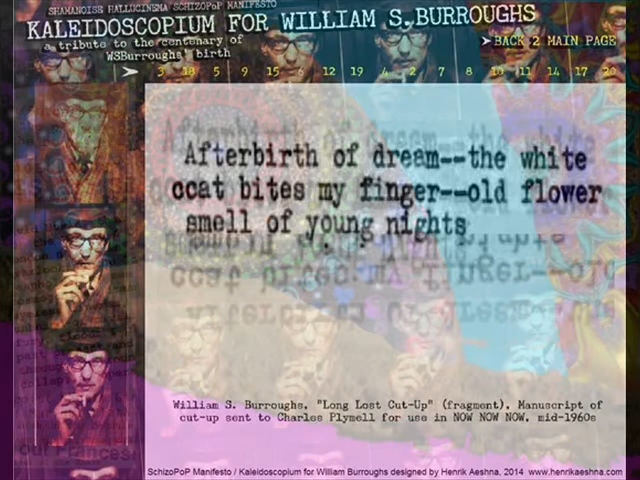 SHAMANOISE HALLUCINEMA SCHIZOPoP MANIFESTO
KALEIDOSCOPIUM FOR WILLIAM S.BURROUGHS
a tribute to the centenary of
WSBurroughs' birth
BACK 2 MAIN PAGE
3 18 5 9 15 6 12 19 4 2 7 8 11 14 17 20
Afterbirth of dream--the white
ccat bites my finger--old flower
smell of young nights
William S. Burroughs, "Long Lost Cut-Up" (fragment), Manuscript of
cut-up sent to Charles Plymell for use in NOW NOW NOW, mid-1960s
our Frances
SchizoPoP Manifesto / Kaleidoscopium for William Burroughs designed by Henrik Aeshna, 2014 www.henrikaeshna.com